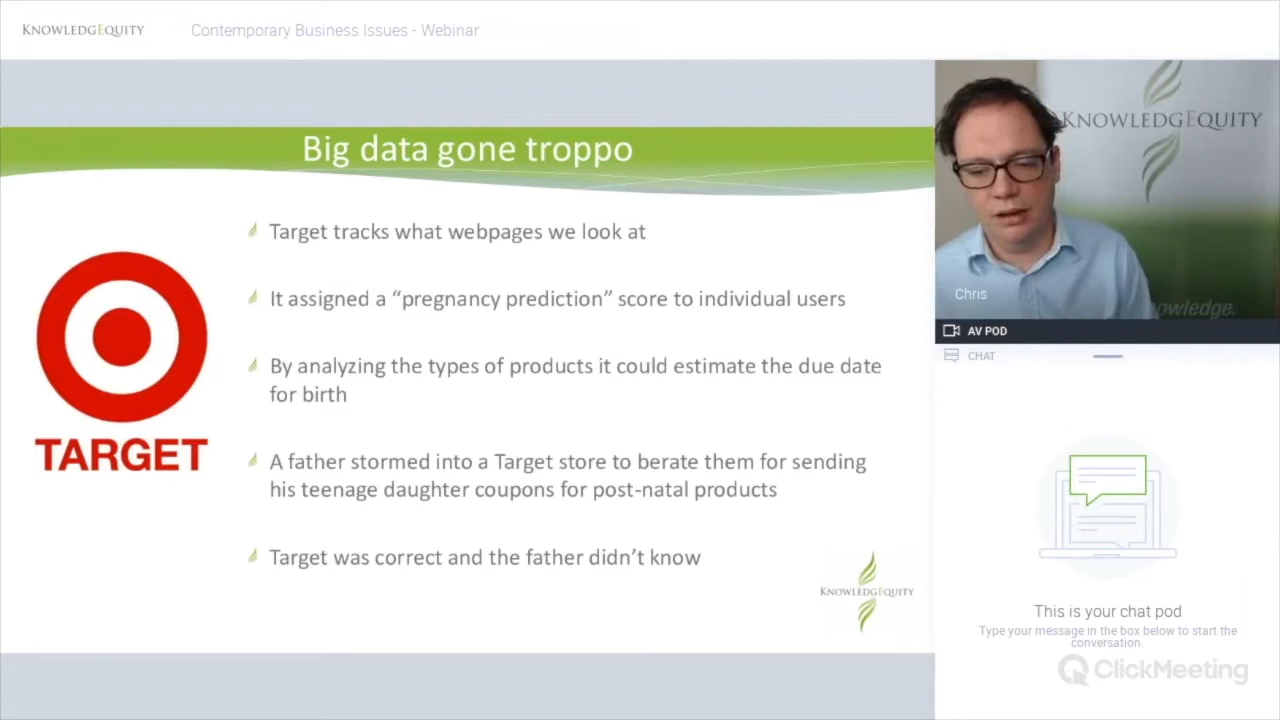 KNOWLEDGEQUITY
Contemporary Business Issues - Webinar
Big data gone troppo
Target tracks what webpages we look at
It assigned a “pregnancy prediction” score to individual users
By analyzing the types of products it could estimate the due date
for birth
A father stormed into a Target store to berate them for sending
his teenage daughter coupons for post-natal products
Target was correct and the father didn’t know
TARGET
KNOWLEDGEQUITY
KNOWLEDGEQUITY
Chris
AV POD
CHAT
This is your chat pod
Type your message in the box below to start the
conversation.
ClickMeeting